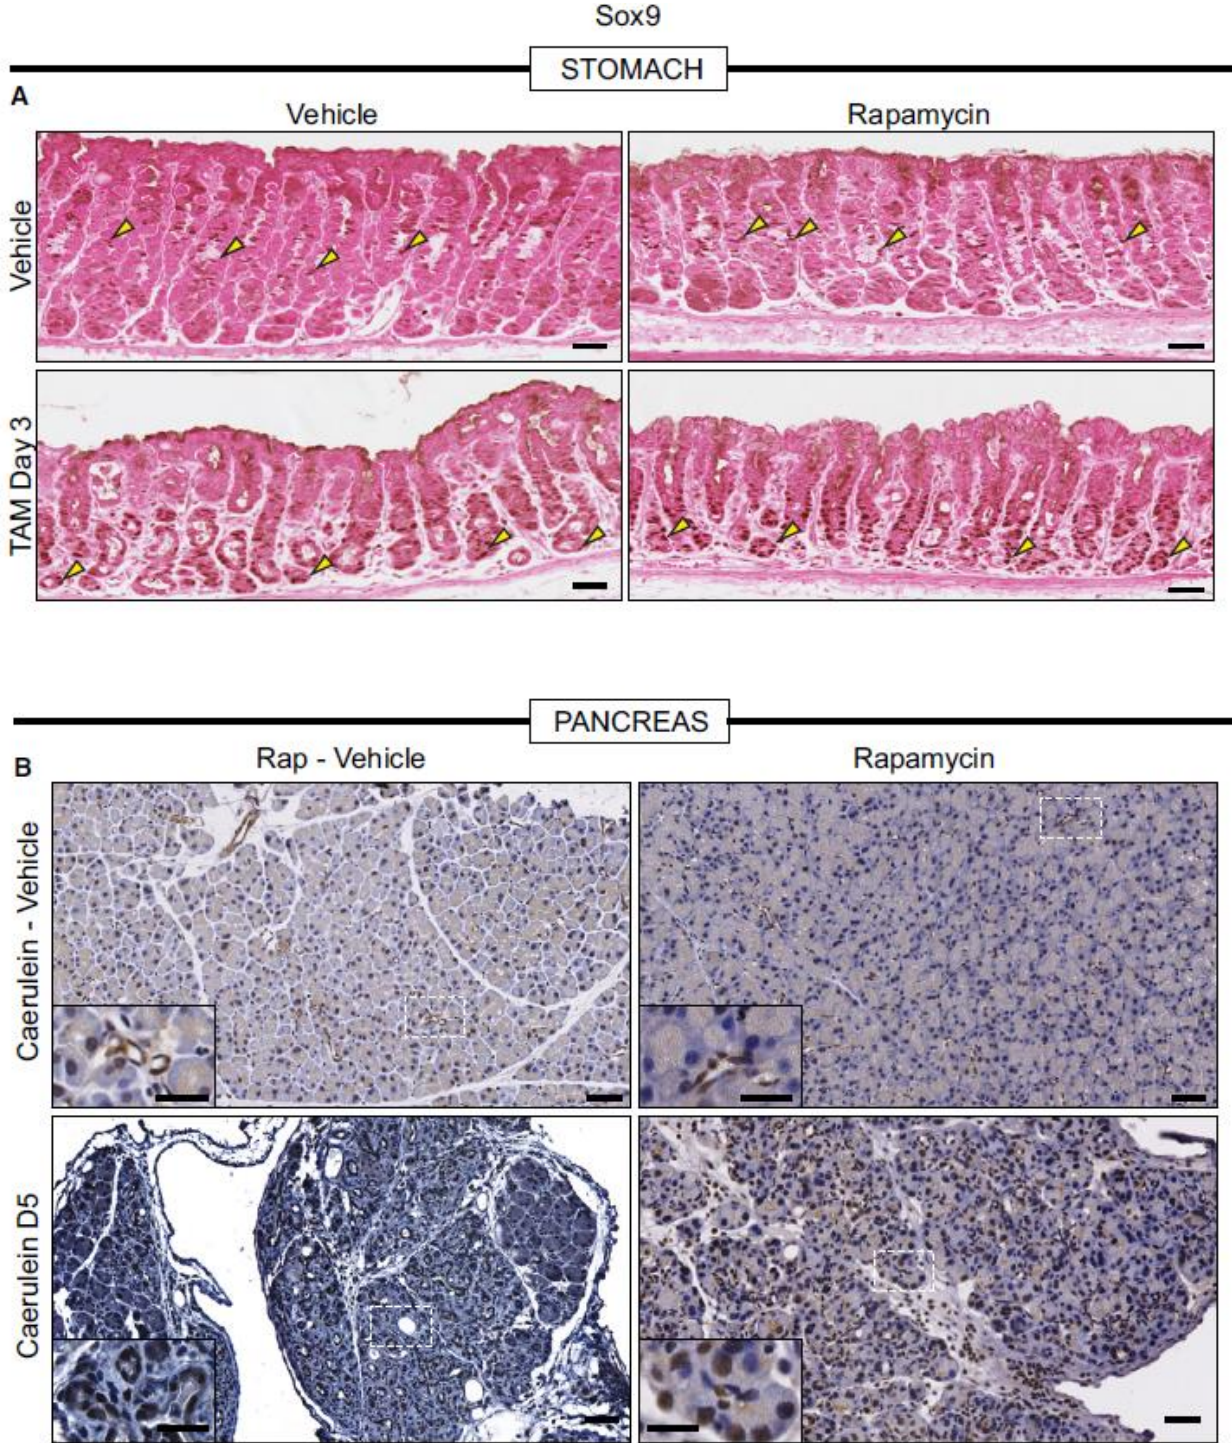 Sox9
STOMACH
A
Vehicle
Rapamycin
Vehicle
TAM Day 3
PANCREAS
B
Rap - Vehicle
Rapamycin
Caerulein - Vehicle
Caerulein D5